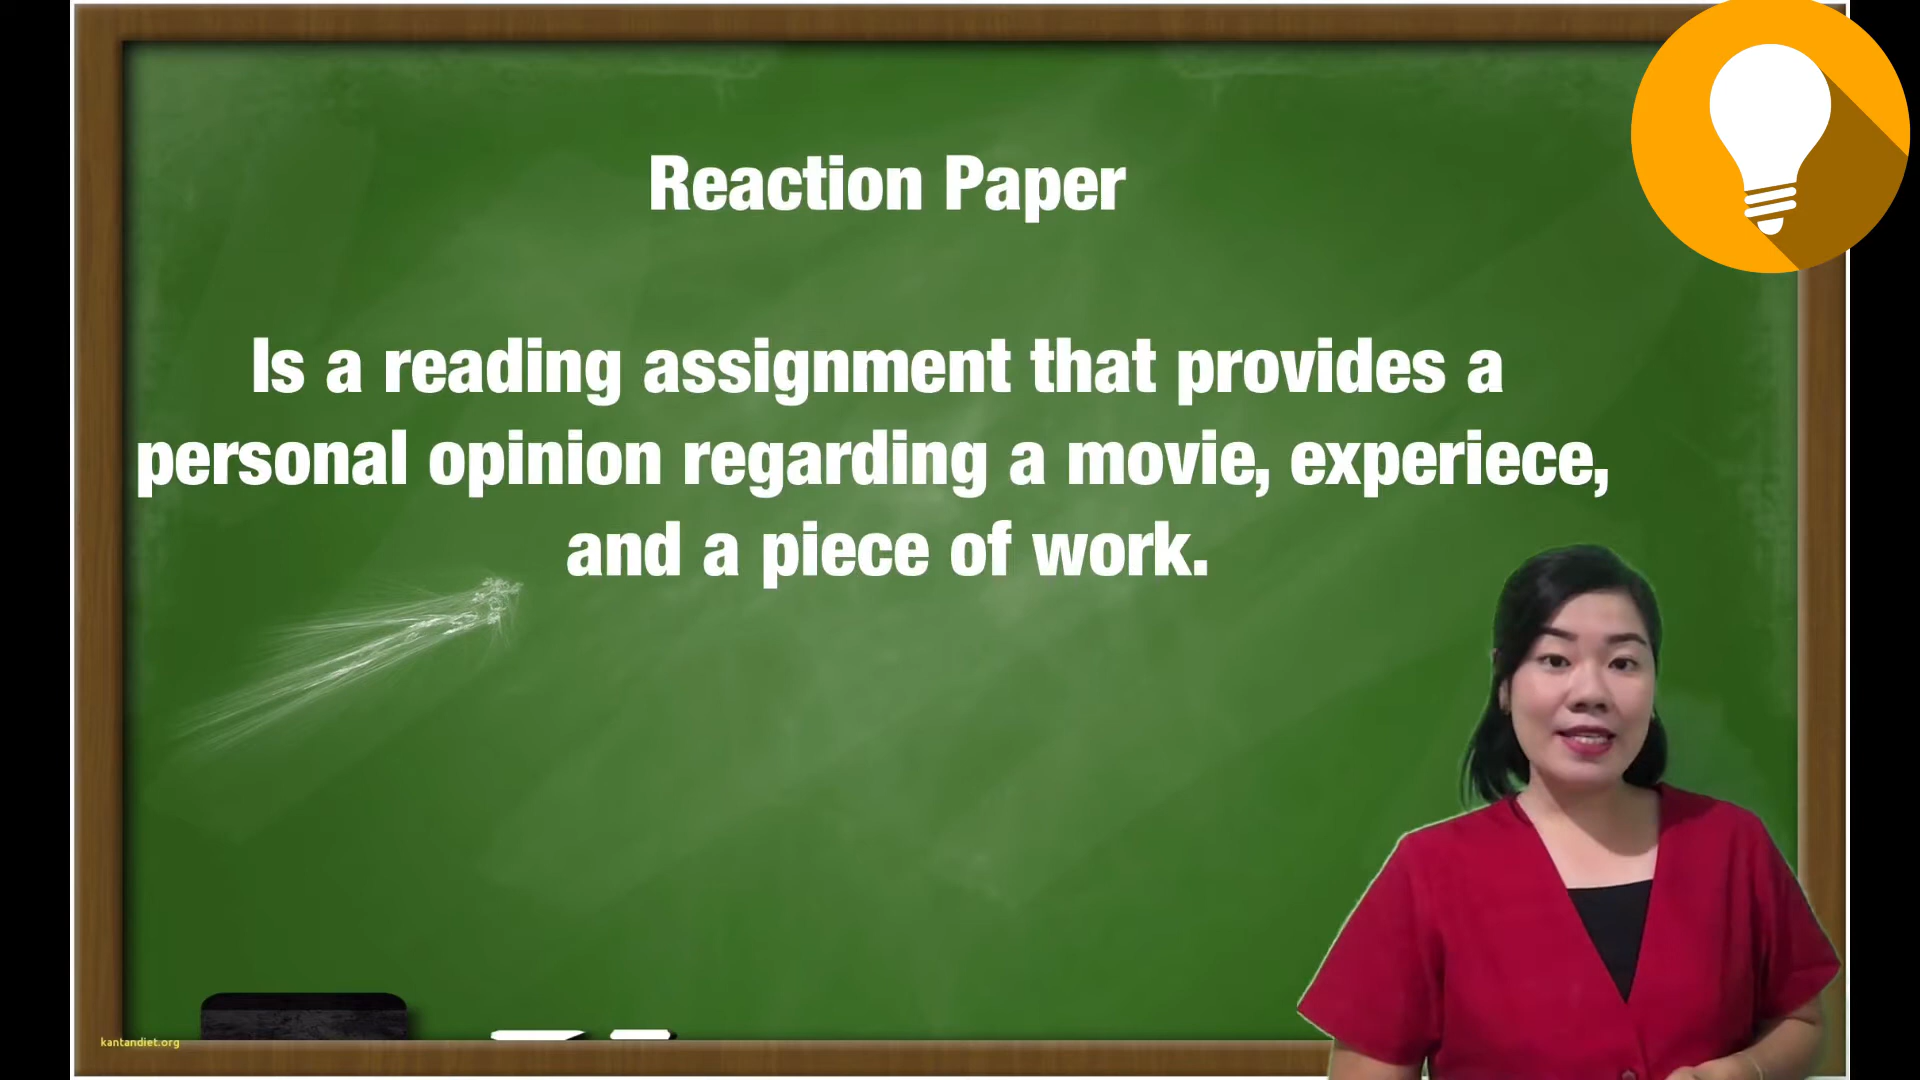 Reaction Paper
Is a reading assignment that provides a
personal opinion regarding a movie, experiece,
and a piece of work.
kantandiet.org